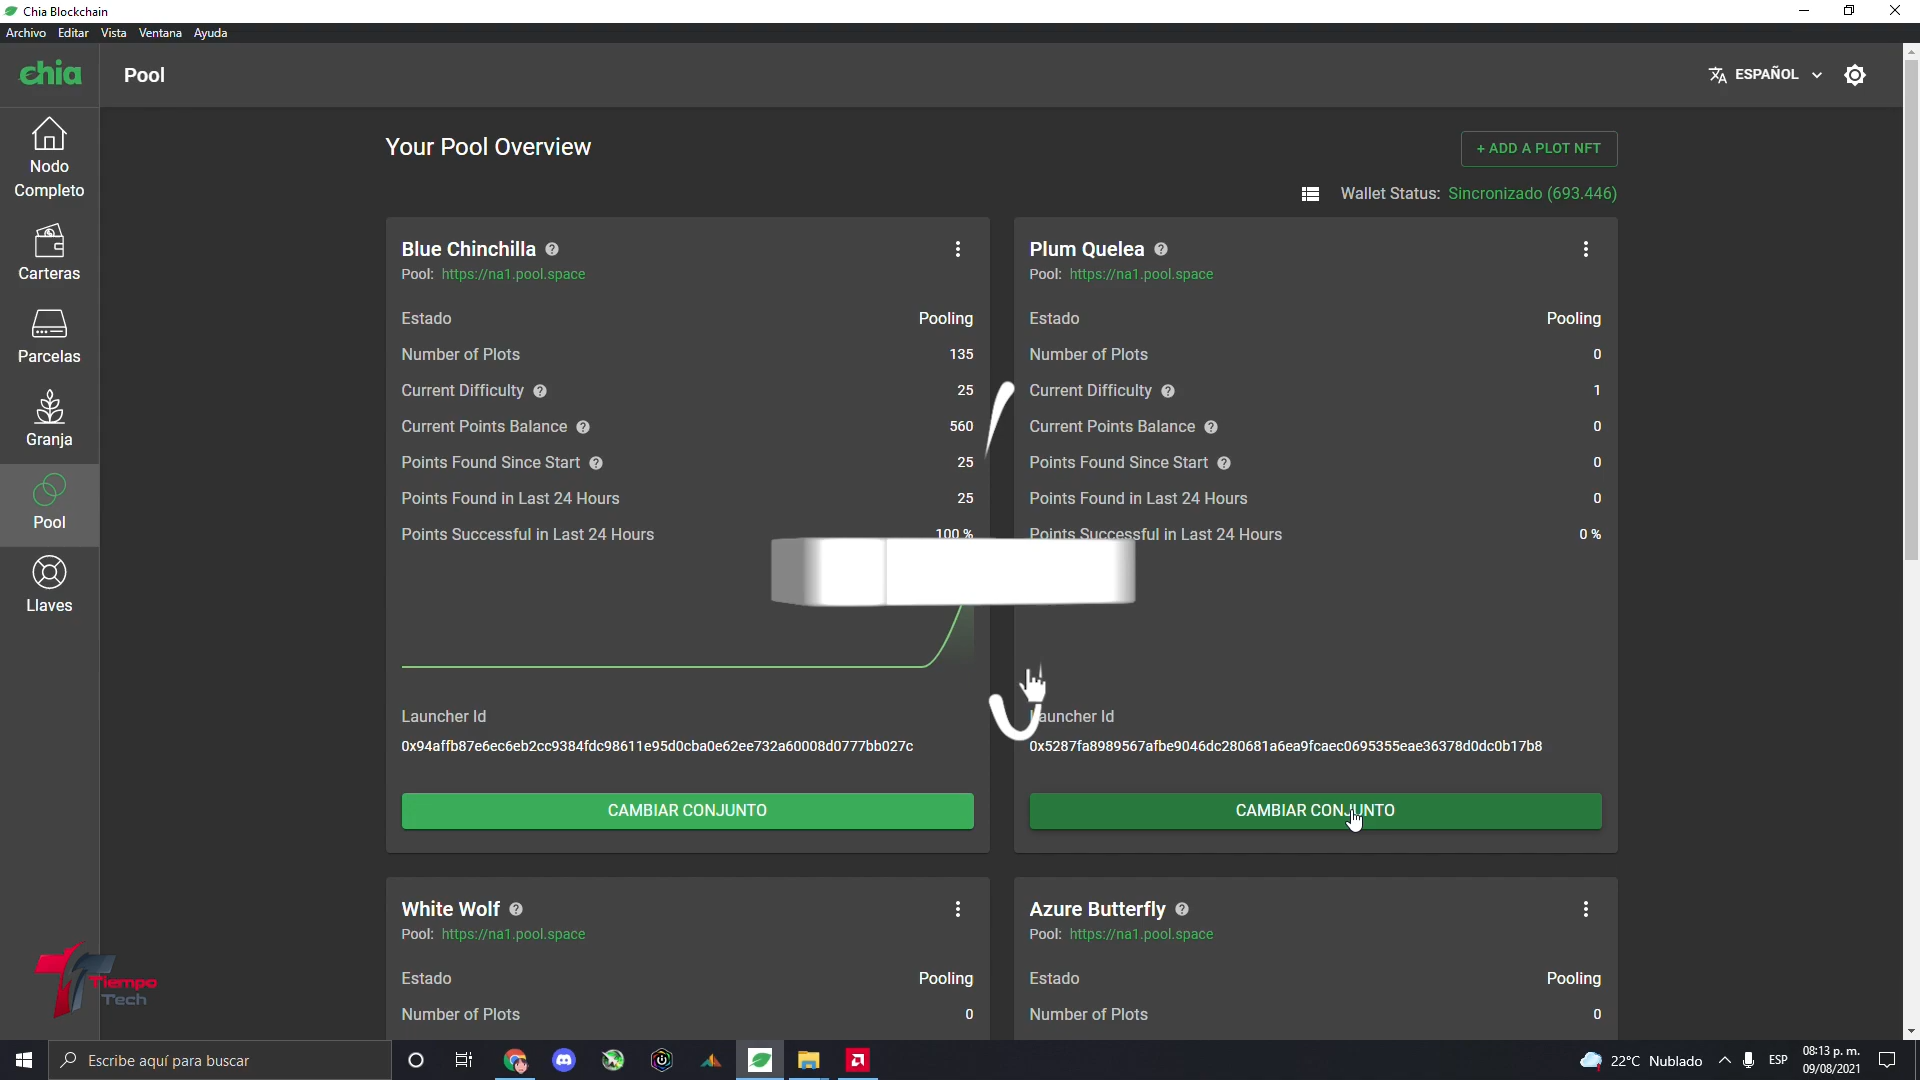 Chia Blockchain
Archivo Editar Vista Ventana Ayuda
chia
Pool
ESPAÑOL
Nodo
Completo
Carteras
Parcelas
Granja
Pool
Llaves
Your Pool Overview
+ ADD A PLOT NFT
Wallet Status: Sincronizado (693.446)
Blue Chinchilla
Pool: https://na1.pool.space
Estado Pooling
Number of Plots 135
Current Difficulty 25
Current Points Balance 560
Points Found Since Start 25
Points Found in Last 24 Hours 25
Points Successful in Last 24 Hours 100 %
Launcher Id
0x94affb87e6ec6eb2cc9384fdc98611e95d0cba0e62ee732a60008d0777bb027c
CAMBIAR CONJUNTO
Plum Quelea
Pool: https://na1.pool.space
Estado Pooling
Number of Plots 0
Current Difficulty 1
Current Points Balance 0
Points Found Since Start 0
Points Found in Last 24 Hours 0
Points Successful in Last 24 Hours 0 %
Launcher Id
0x5287fa8989567afbe9046dc280681a6ea9fcaec0695355eae36378d0dc0b17b8
CAMBIAR CONJUNTO
White Wolf
Pool: https://na1.pool.space
Estado Pooling
Number of Plots 0
Azure Butterfly
Pool: https://na1.pool.space
Estado Pooling
Number of Plots 0
Tiempo
Tech
Escribe aquí para buscar
22°C Nublado
ESP
08:13 p. m.
09/08/2021